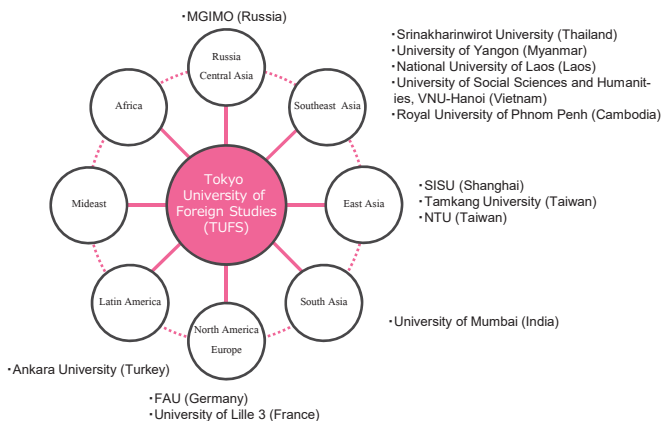 ・MGIMO (Russia)
Russia
Central Asia
・Srinakharinwirot University (Thailand)
・University of Yangon (Myanmar)
・National University of Laos (Laos)
・University of Social Sciences and Humanit-
ies, VNU-Hanoi (Vietnam)
・Royal University of Phnom Penh (Cambodia)
Africa
Southeast Asia
Tokyo
University of
Foreign Studies
(TUFS)
Mideast
East Asia
・SISU (Shanghai)
・Tamkang University (Taiwan)
・NTU (Taiwan)
Latin America
South Asia
・University of Mumbai (India)
North America
Europe
・Ankara University (Turkey)
・FAU (Germany)
・University of Lille 3 (France)